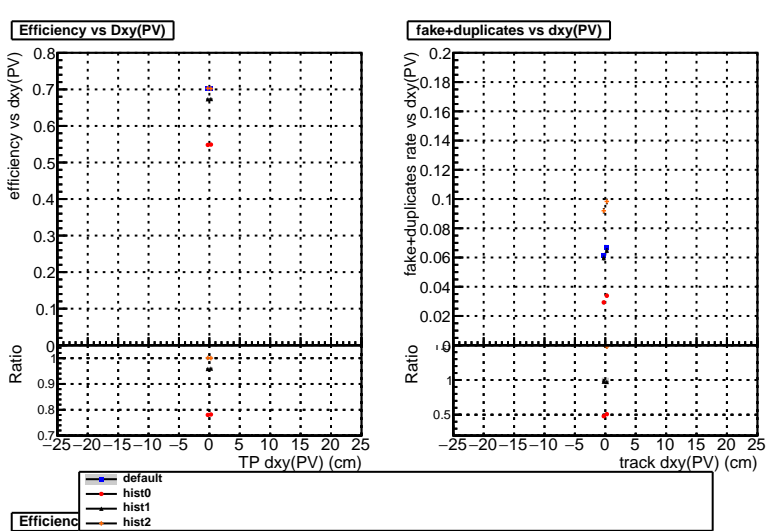 Efficiency vs Dxy(PV)
efficiency vs dxy(PV)
0.8
0.7
0.6
0.5
0.4
0.3
0.2
0.1
0
Ratio
1
0.9
0.8
0.7
−25 −20 −15 −10 −5 0 5 10 15 20 25
TP dxy(PV) (cm)
fake+duplicates vs dxy(PV)
fake+duplicates rate vs dxy(PV)
0.2
0.18
0.16
0.14
0.12
0.1
0.08
0.06
0.04
0.02
0
Ratio
1
0.5
−25 −20 −15 −10 −5 0 5 10 15 20 25
track dxy(PV) (cm)
default
hist0
hist1
hist2
Efficienc